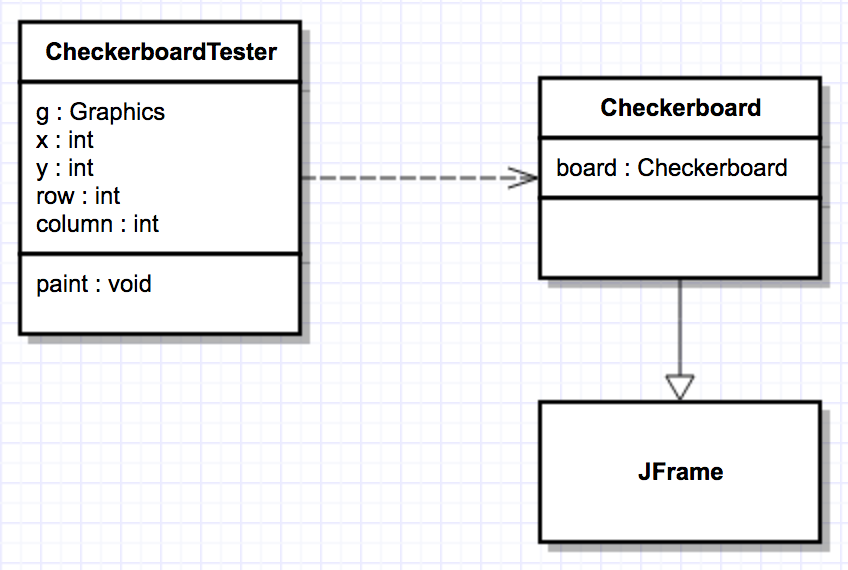 CheckerboardTester
g : Graphics
x : int
y : int
row : int
column : int
paint : void
Checkerboard
board : Checkerboard
JFrame